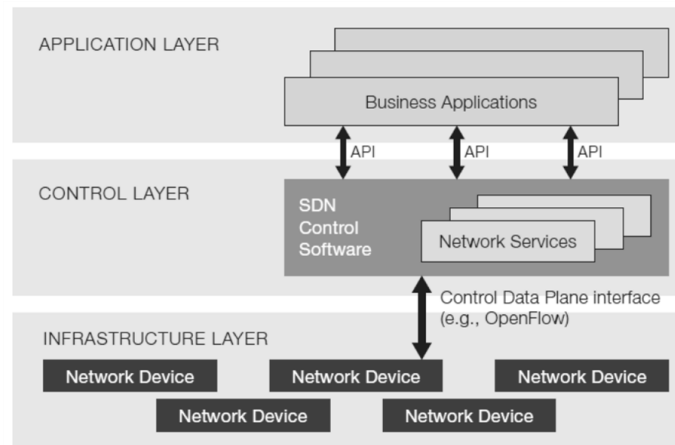 APPLICATION LAYER
Business Applications
API
API
API
CONTROL LAYER
SDN
Control
Software
Network Services
Control Data Plane interface
(e.g., OpenFlow)
INFRASTRUCTURE LAYER
Network Device
Network Device
Network Device
Network Device
Network Device